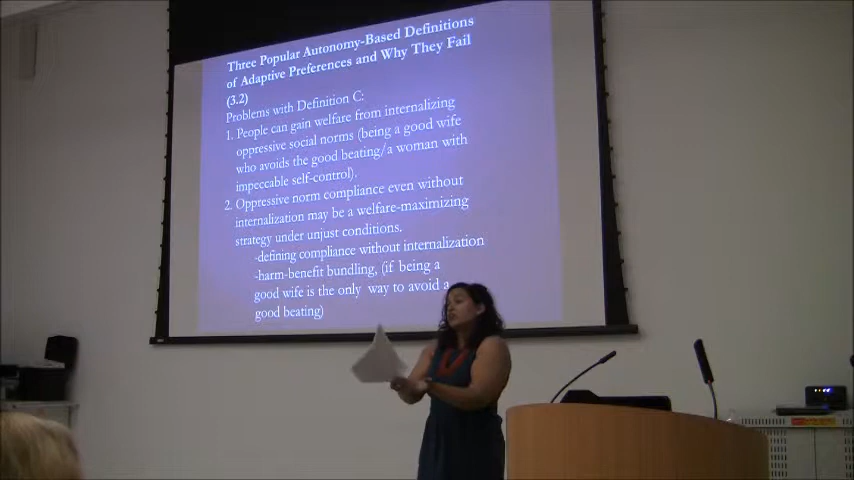 Three Popular Autonomy-Based Definitions
of Adaptive Preferences and Why They Fail
(3.2)
Problems with Definition C:
1. People can gain welfare from internalizing
oppressive social norms (being a good wife
who avoids the good beating/a woman with
impeccable self-control).
2. Oppressive norm compliance even without
internalization may be a welfare-maximizing
strategy under unjust conditions.
-defining compliance without internalization
-harm-benefit bundling, (if being a
good wife is the only way to avoid a
good beating)